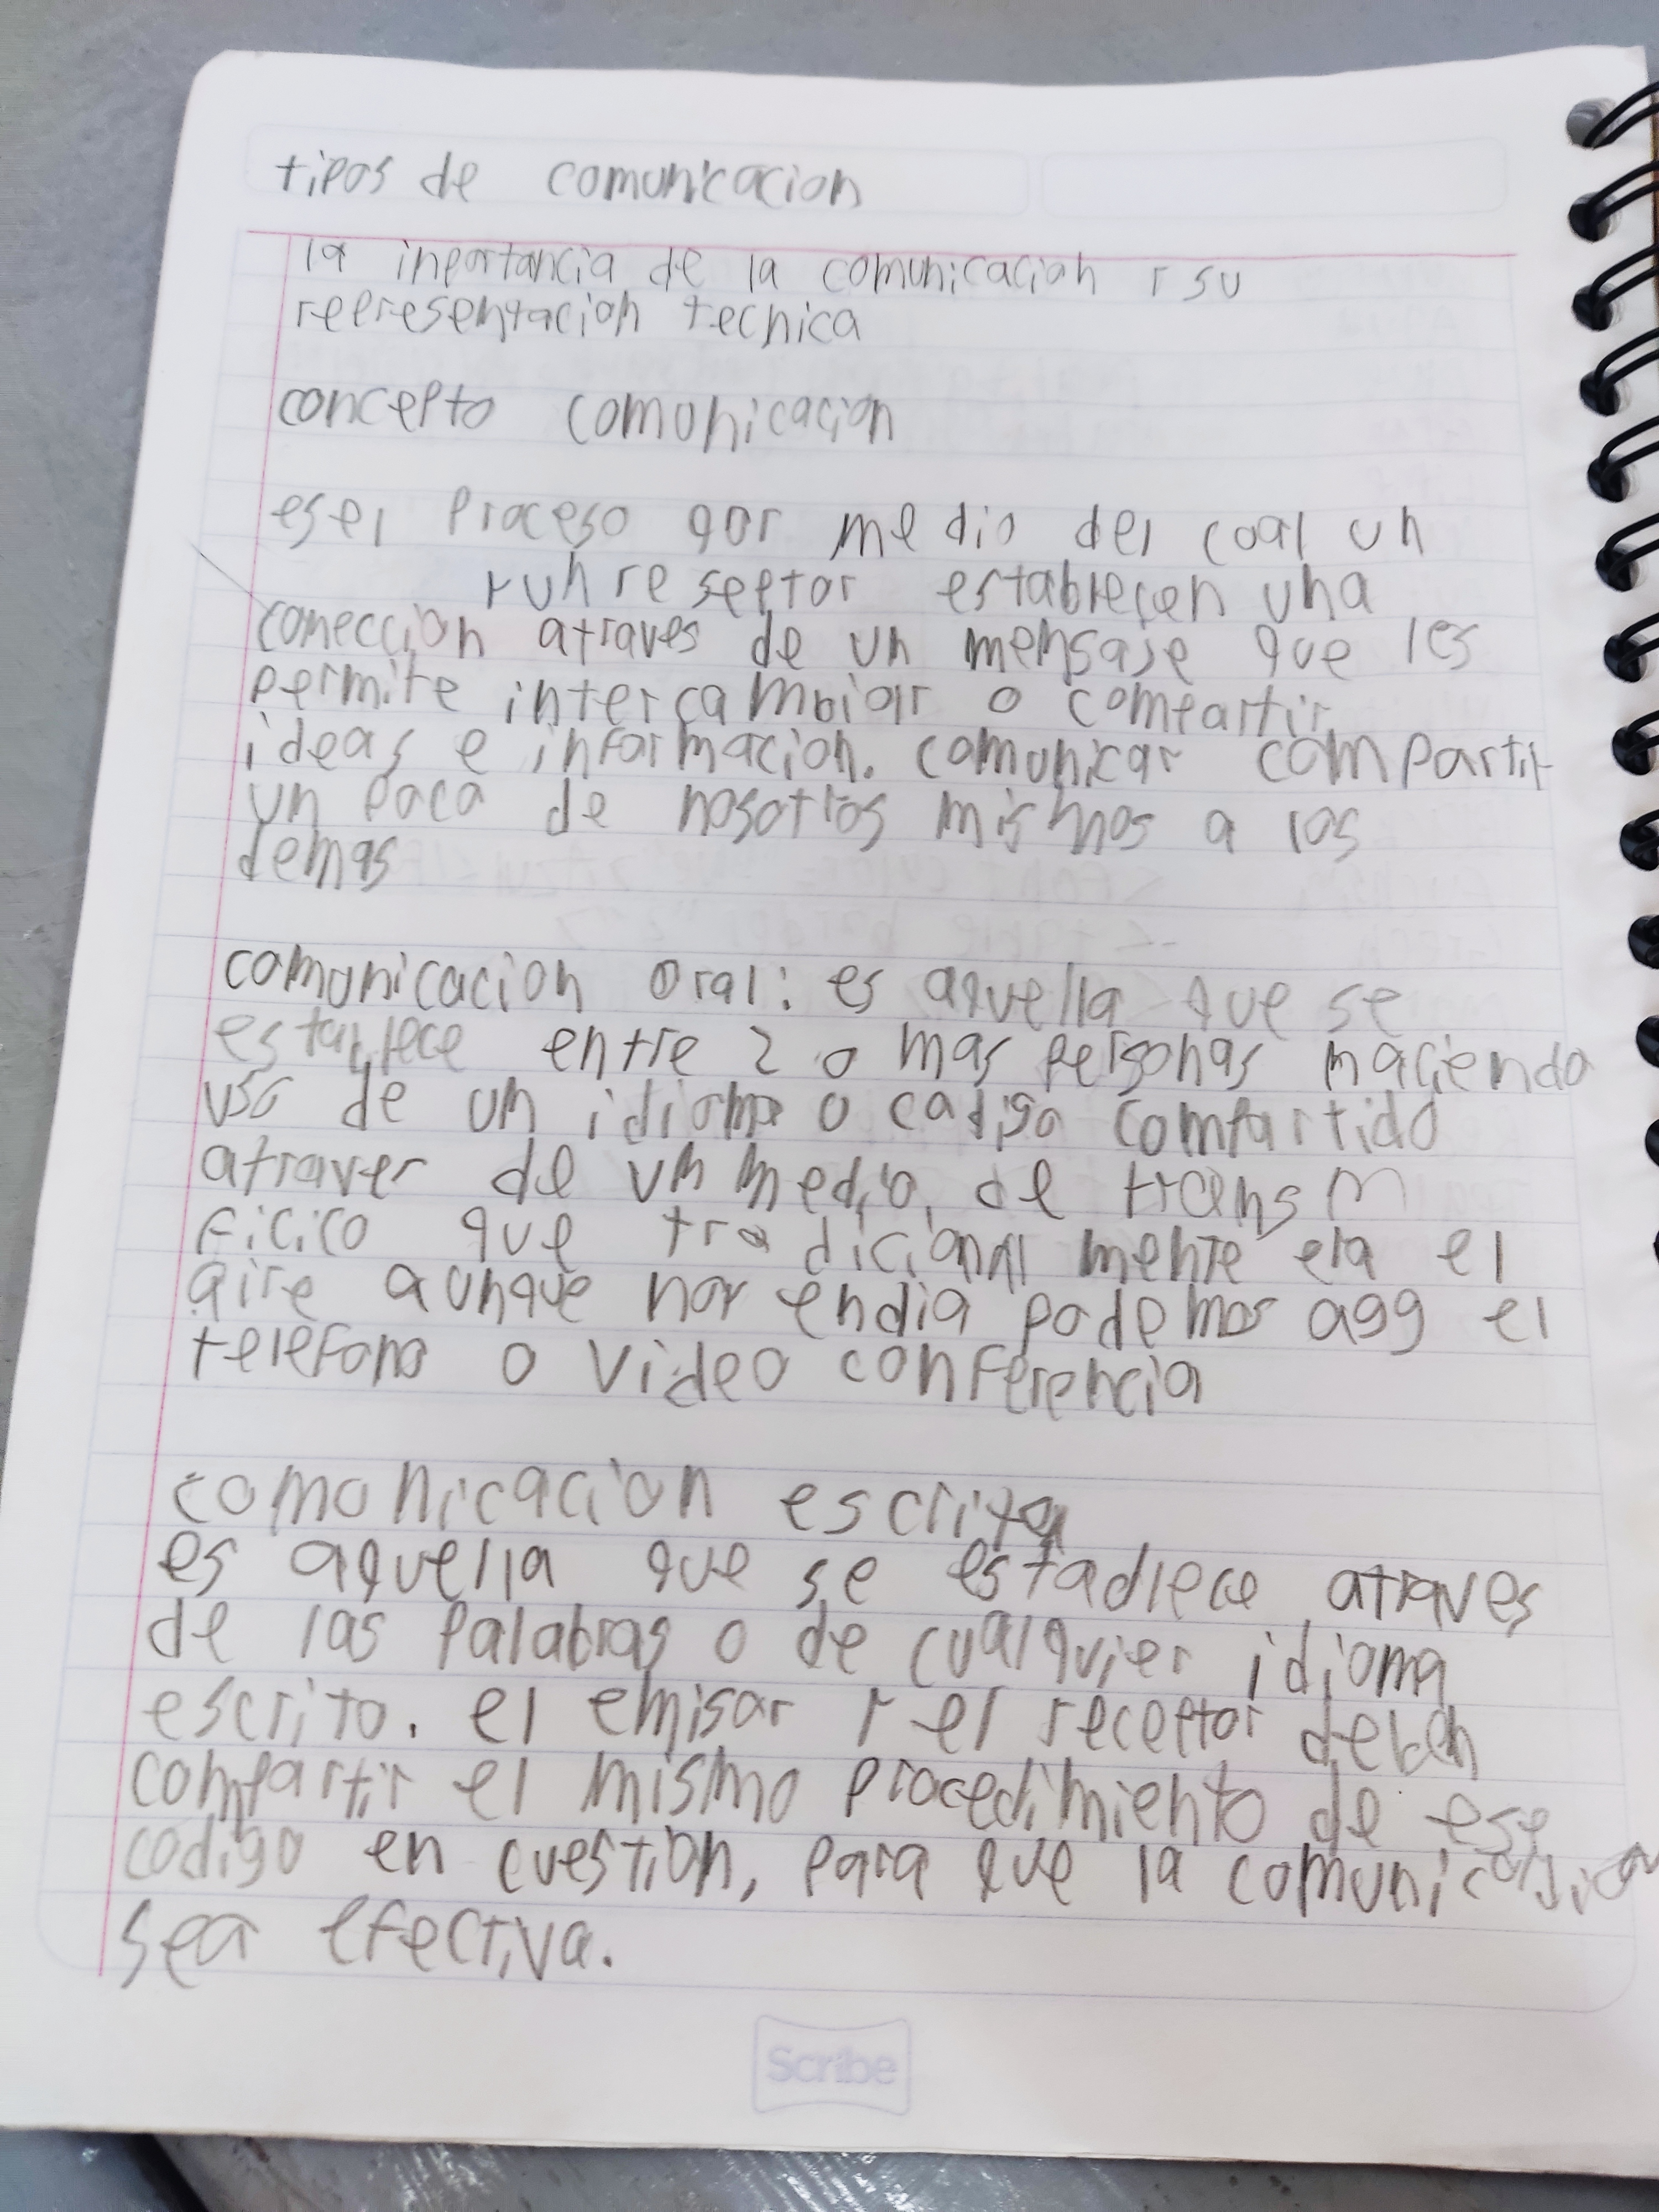 tipos de comunicacion
la inportancia de la comunicacion y su
representacion tecnica
concepto comunicacion
es el proceso por medio del coal un
y un reseptor establecen una
comeccion atraves de un mensaje que les
permite intercambiar o compartir
ideas e informacion. comunicar compartir
un poco de nosotros mismos a los
demas
comunicacion oral: es aquella que se
establece entre 2 o mas personas haciendo
uso de un idioma o codigo compartido
atraver de un medio de transm
ficico que tradicional mente era el
aire aunque hoy endia podemos agg el
telefono o video conferencia
comonicacion escrita
es aquella que se estadlece atraves
de las palabras o de cualquier idioma
escrito. el emisor y el receptor deben
compartir el mismo procedimiento de ese
codigo en cuestion, para que la
sea efectiva.
Scribe